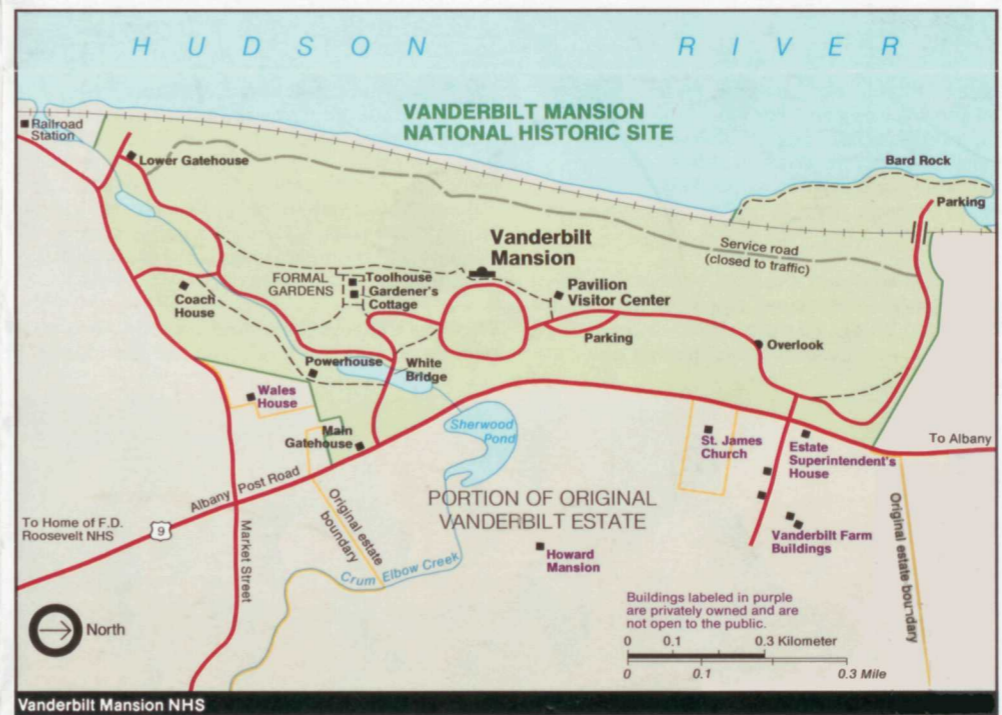 HUDSON RIVER
VANDERBILT MANSION
NATIONAL HISTORIC SITE
Railroad
Station
Lower Gatehouse
Bard Rock
Parking
Vanderbilt
Mansion
Service road
(closed to traffic)
FORMAL
GARDENS
Toolhouse
Gardener's
Cottage
Pavilion
Visitor Center
Coach
House
Parking
Overlook
Powerhouse
White
Bridge
Wales
House
Main
Gatehouse
Sherwood
Pond
St. James
Church
Estate
Superintendent's
House
To Albany
Albany Post Road
Original estate
boundary
PORTION OF ORIGINAL
VANDERBILT ESTATE
To Home of F.D.
Roosevelt NHS
9
Market Street
Vanderbilt Farm
Buildings
Howard
Mansion
Original estate boundary
Crum Elbow Creek
Buildings labeled in purple
are privately owned and are
not open to the public.
North
0 0.1 0.3 Kilometer
0 0.1 0.3 Mile
Vanderbilt Mansion NHS